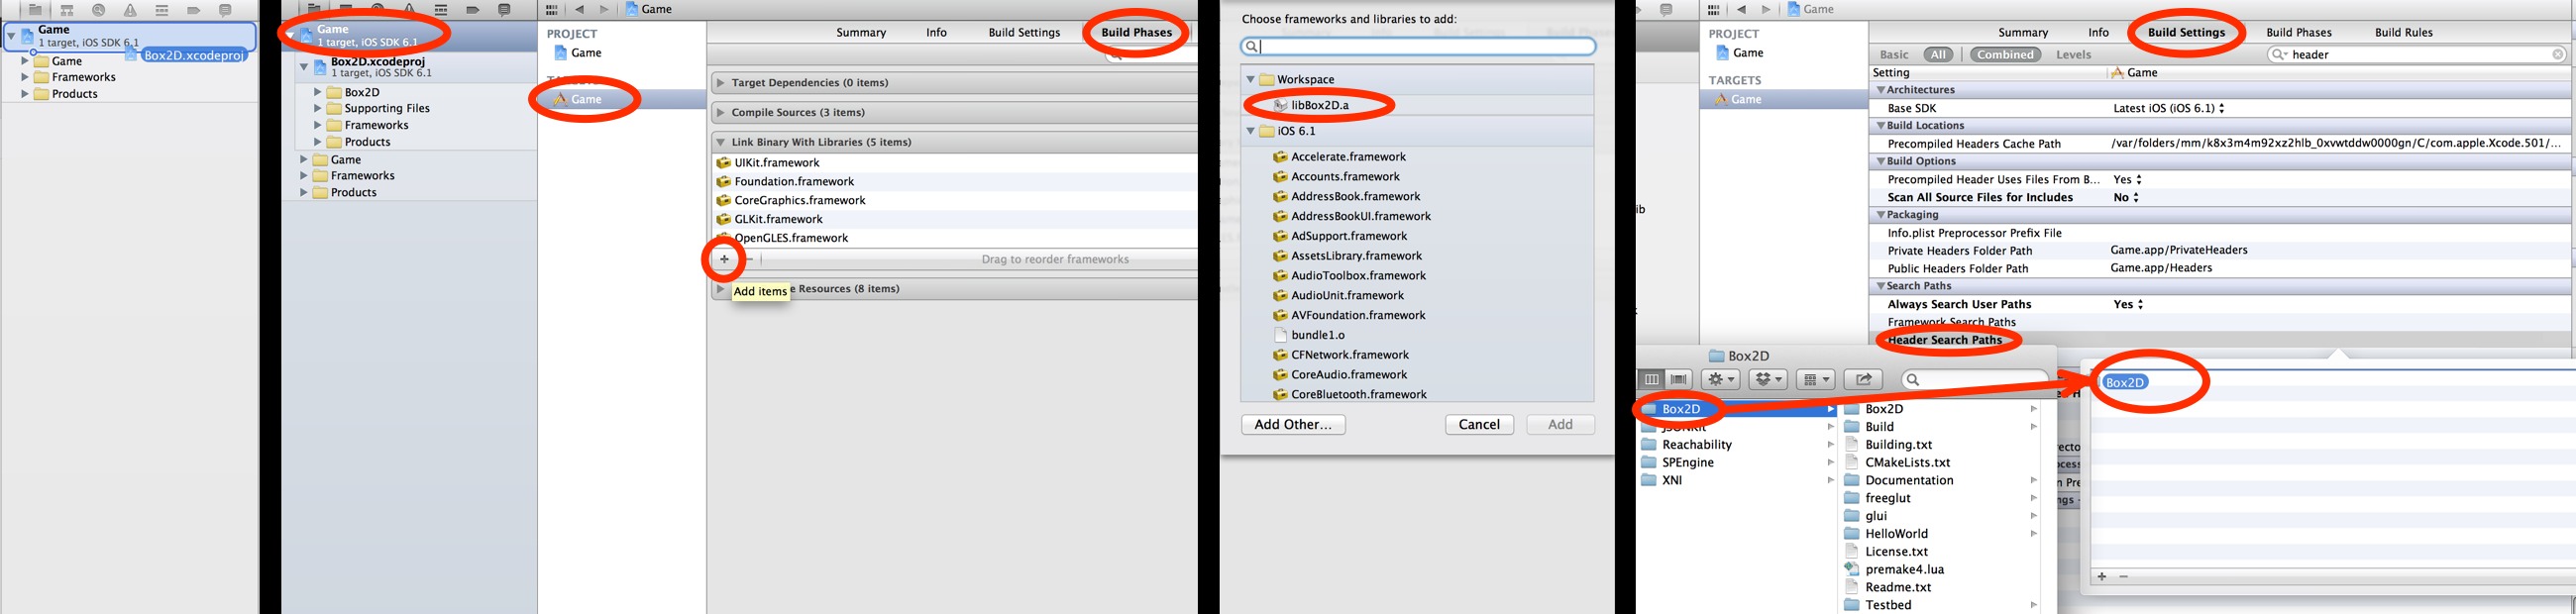 Game
1 target, iOS SDK 6.1
Box2D.xcodeproj
Game
Frameworks
Products
Game
1 target, iOS SDK 6.1
Box2D.xcodeproj
1 target, iOS SDK 6.1
Box2D
Supporting Files
Frameworks
Products
Game
Frameworks
Products
Game
PROJECT
Game
Game
Summary Info Build Settings Build Phases
Target Dependencies (0 items)
Compile Sources (3 items)
Link Binary With Libraries (5 items)
UIKit.framework
Foundation.framework
CoreGraphics.framework
GLKit.framework
OpenGLES.framework
+ − Drag to reorder frameworks
Add items
e Resources (8 items)
Choose frameworks and libraries to add:
Workspace
libBox2D.a
iOS 6.1
Accelerate.framework
Accounts.framework
AddressBook.framework
AddressBookUI.framework
AdSupport.framework
AssetsLibrary.framework
AudioToolbox.framework
AudioUnit.framework
AVFoundation.framework
bundle1.o
CFNetwork.framework
CoreAudio.framework
CoreBluetooth.framework
Add Other... Cancel Add
Game
PROJECT
Game
TARGETS
Game
ib
Summary Info Build Settings Build Phases Build Rules
Basic All Combined Levels header
Setting Game
Architectures
Base SDK Latest iOS (iOS 6.1)
Build Locations
Precompiled Headers Cache Path /var/folders/mm/k8x3m4m92xz2hlb_0xvwtddw0000gn/C/com.apple.Xcode.501/...
Build Options
Precompiled Header Uses Files From B... Yes
Scan All Source Files for Includes No
Packaging
Info.plist Preprocessor Prefix File
Private Headers Folder Path Game.app/PrivateHeaders
Public Headers Folder Path Game.app/Headers
Search Paths
Always Search User Paths Yes
Framework Search Paths
Header Search Paths
Box2D
Box2D
JSONKit
Reachability
SPEngine
XNI
Box2D
Build
Building.txt
CMakeLists.txt
Documentation
freeglut
glui
HelloWorld
License.txt
premake4.lua
Readme.txt
Testbed
Box2D
+ −